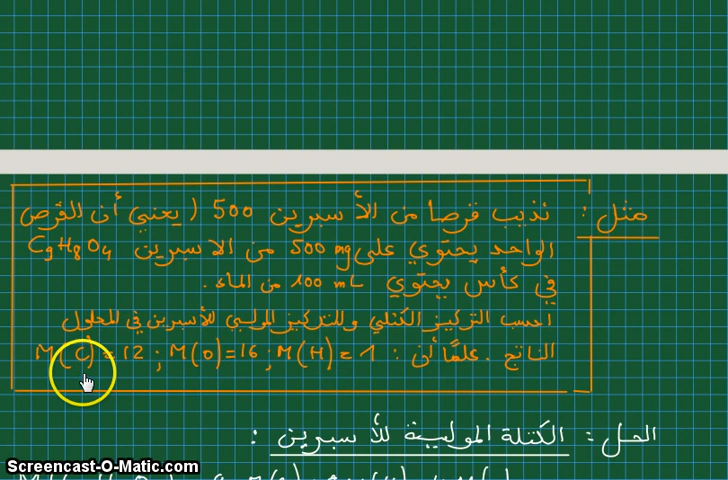 مثل : نذيب قرصا من الأسبرين 500 ( يعني أن القرص
الواحد يحتوي على 500 mg من الاسبرين C9H8O4
في كأس يحتوي 100 mL من الماء .
احسب التركيز الكتلي والتركيز المولي للأسبرين في المحلول
الناتج . علمًا أن : M(H) = 1 ; M(O) = 16 ; M(C) = 12
الحل : الكتلة المولية للأسبرين :
Screencast-O-Matic.com